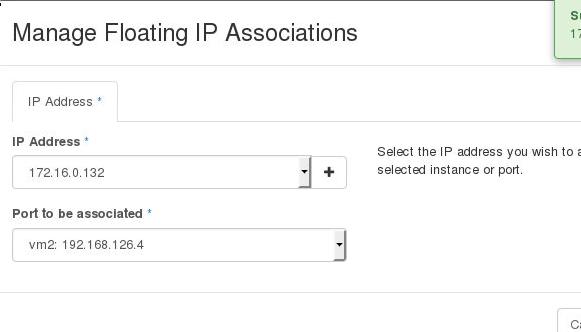 Manage Floating IP Associations
IP Address *
IP Address *
172.16.0.132
Select the IP address you wish to
selected instance or port.
Port to be associated *
vm2: 192.168.126.4